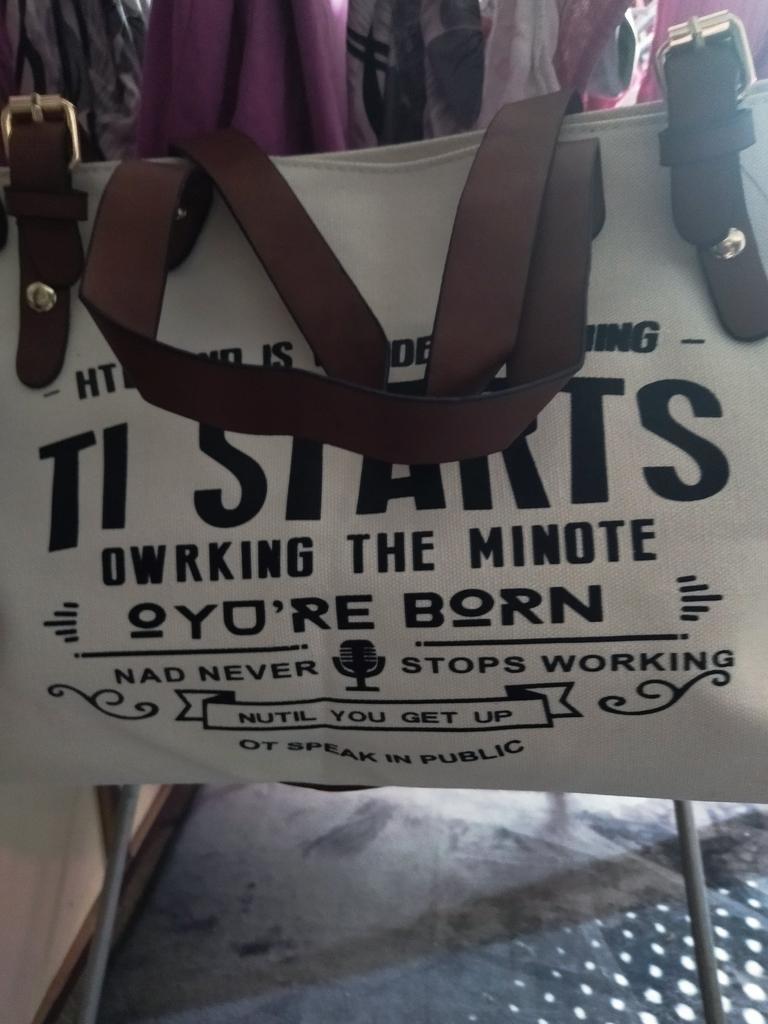 - HT IS -
TI STARTS
OWRKING THE MINOTE
OYU'RE BORN
NAD NEVER STOPS WORKING
NUTIL YOU GET UP
OT SPEAK IN PUBLIC